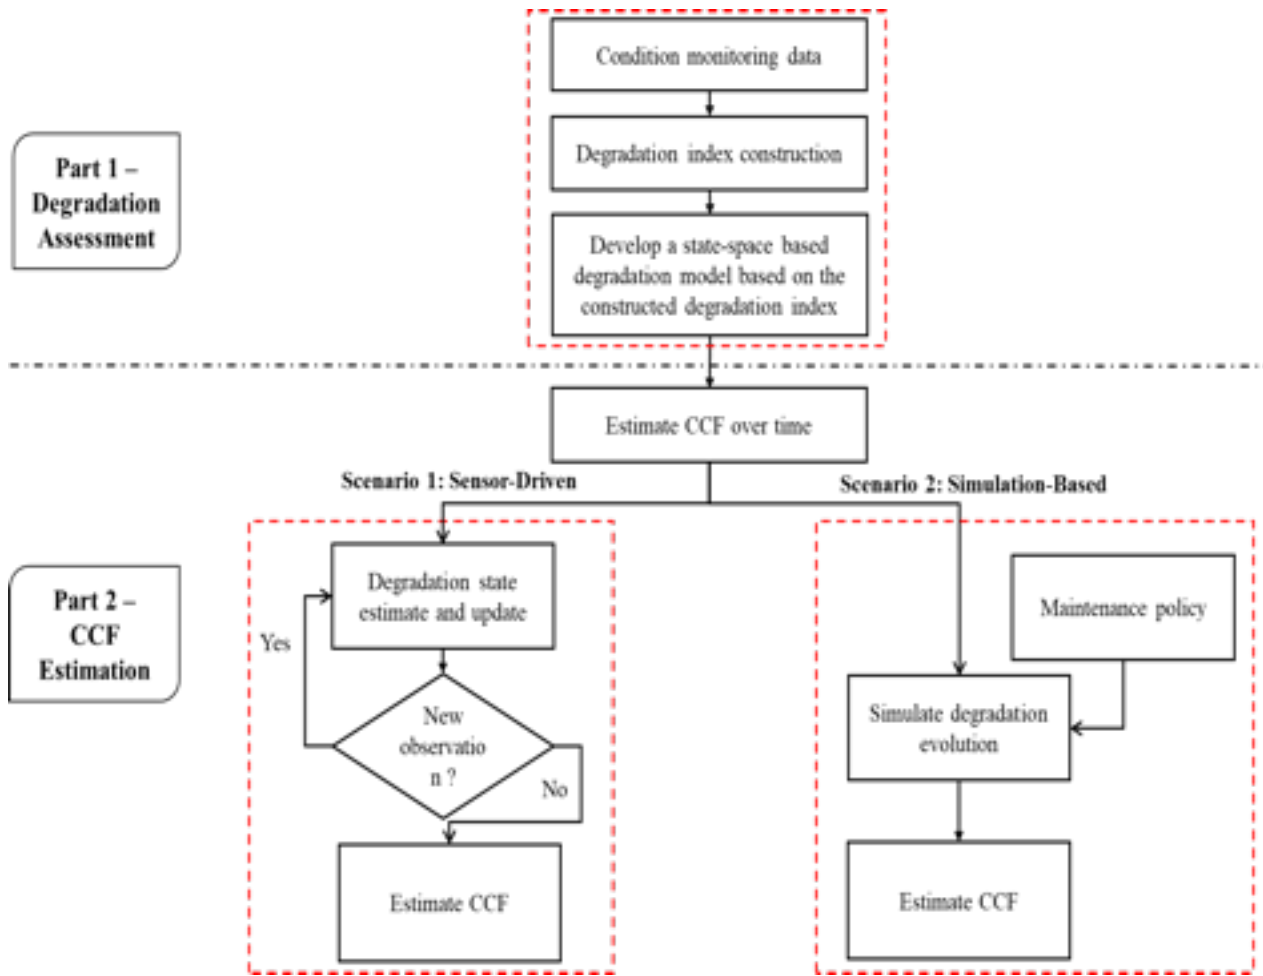 Condition monitoring data
Degradation index construction
Part 1 –
Degradation
Assessment
Develop a state-space based
degradation model based on the
constructed degradation index
Estimate CCF over time
Scenario 1: Sensor-Driven
Scenario 2: Simulation-Based
Part 2 –
CCF
Estimation
Degradation state
estimate and update
Yes
New
observatio
n ?
No
Estimate CCF
Maintenance policy
Simulate degradation
evolution
Estimate CCF